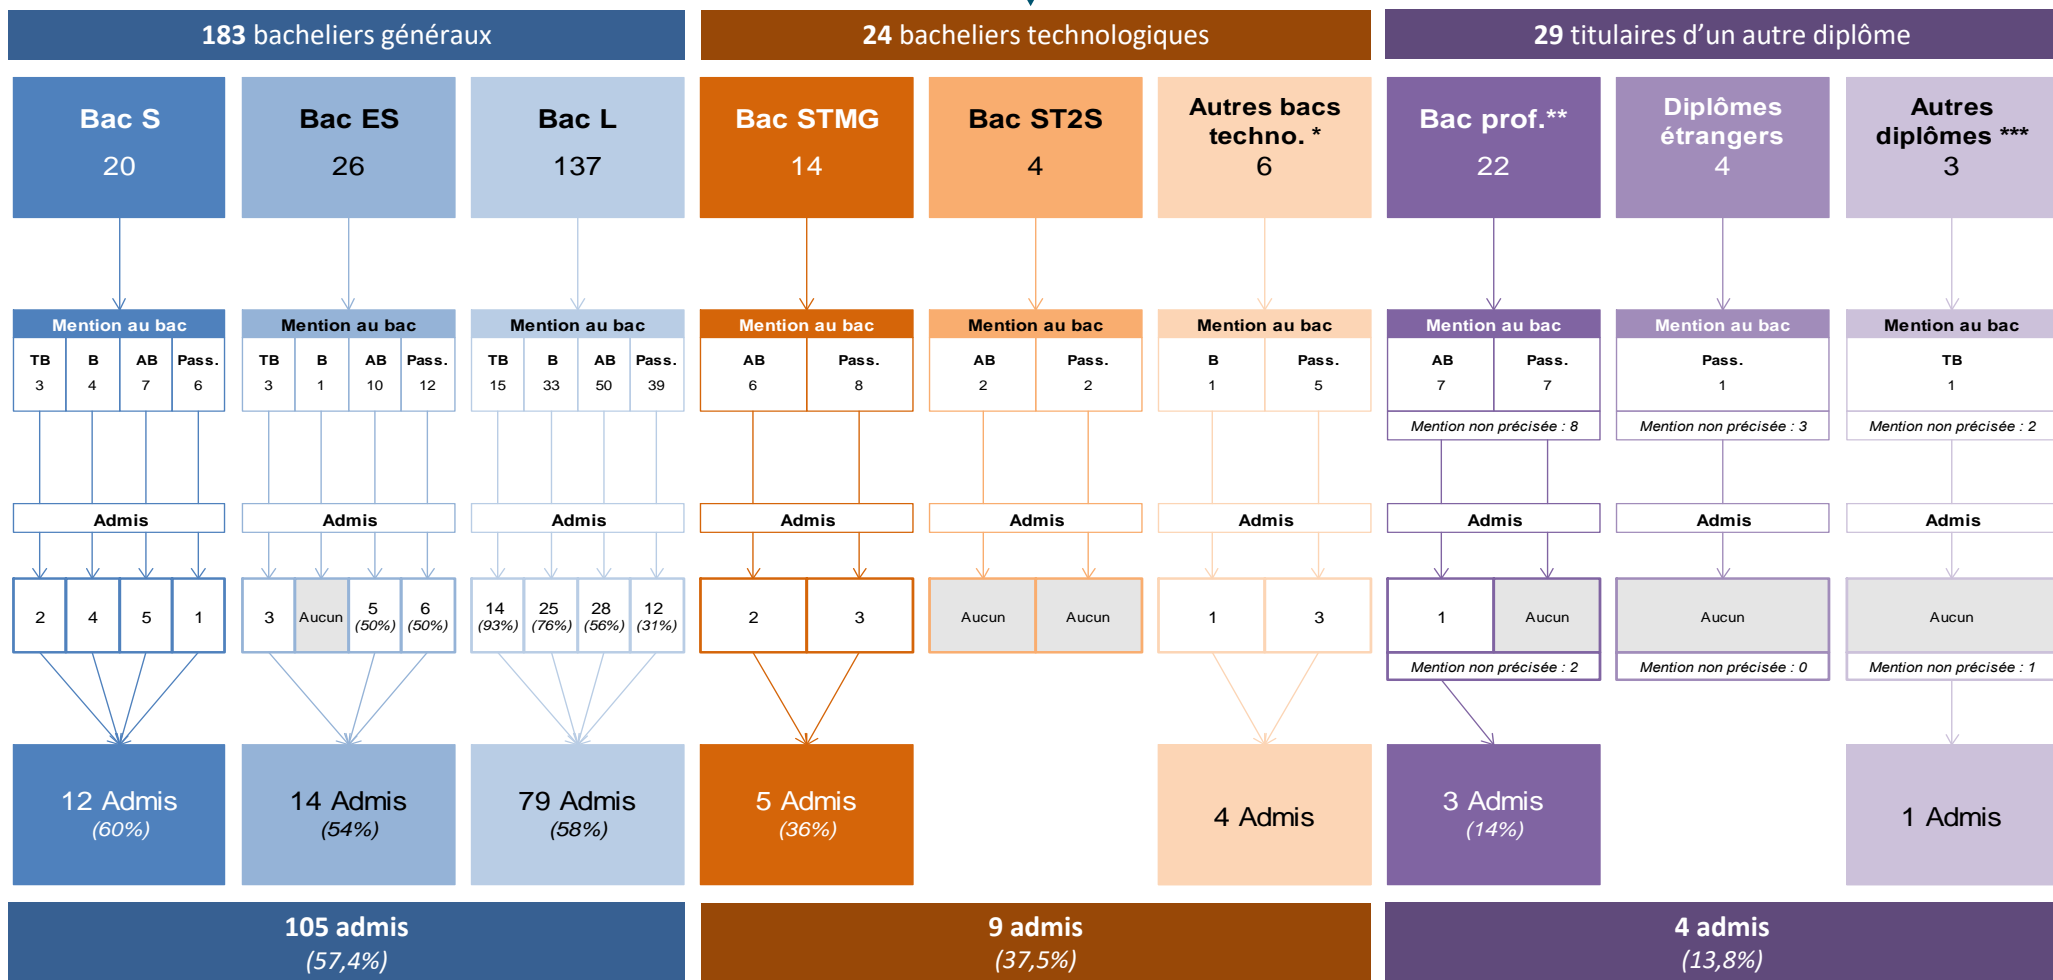 183 bacheliers généraux
24 bacheliers technologiques
29 titulaires d'un autre diplôme
Bac S
20
Bac ES
26
Bac L
137
Bac STMG
14
Bac ST2S
4
Autres bacs
techno. *
6
Bac prof.**
22
Diplômes
étrangers
4
Autres
diplômes ***
3
Mention au bac
TB B AB Pass.
3 4 7 6
Mention au bac
TB B AB Pass.
3 1 10 12
Mention au bac
TB B AB Pass.
15 33 50 39
Mention au bac
AB Pass.
6 8
Mention au bac
AB Pass.
2 2
Mention au bac
B Pass.
1 5
Mention au bac
AB Pass.
7 7
Mention non précisée : 8
Mention au bac
Pass.
1
Mention non précisée : 3
Mention au bac
TB
1
Mention non précisée : 2
Admis
Admis
Admis
Admis
Admis
Admis
Admis
Admis
Admis
2 4 5 1
3 Aucun 5 6
(50%) (50%)
14 25 28 12
(93%) (76%) (56%) (31%)
2 3
Aucun Aucun
1 3
1 Aucun
Mention non précisée : 2
Aucun
Mention non précisée : 0
Aucun
Mention non précisée : 1
12 Admis
(60%)
14 Admis
(54%)
79 Admis
(58%)
5 Admis
(36%)
4 Admis
3 Admis
(14%)
1 Admis
105 admis
(57,4%)
9 admis
(37,5%)
4 admis
(13,8%)